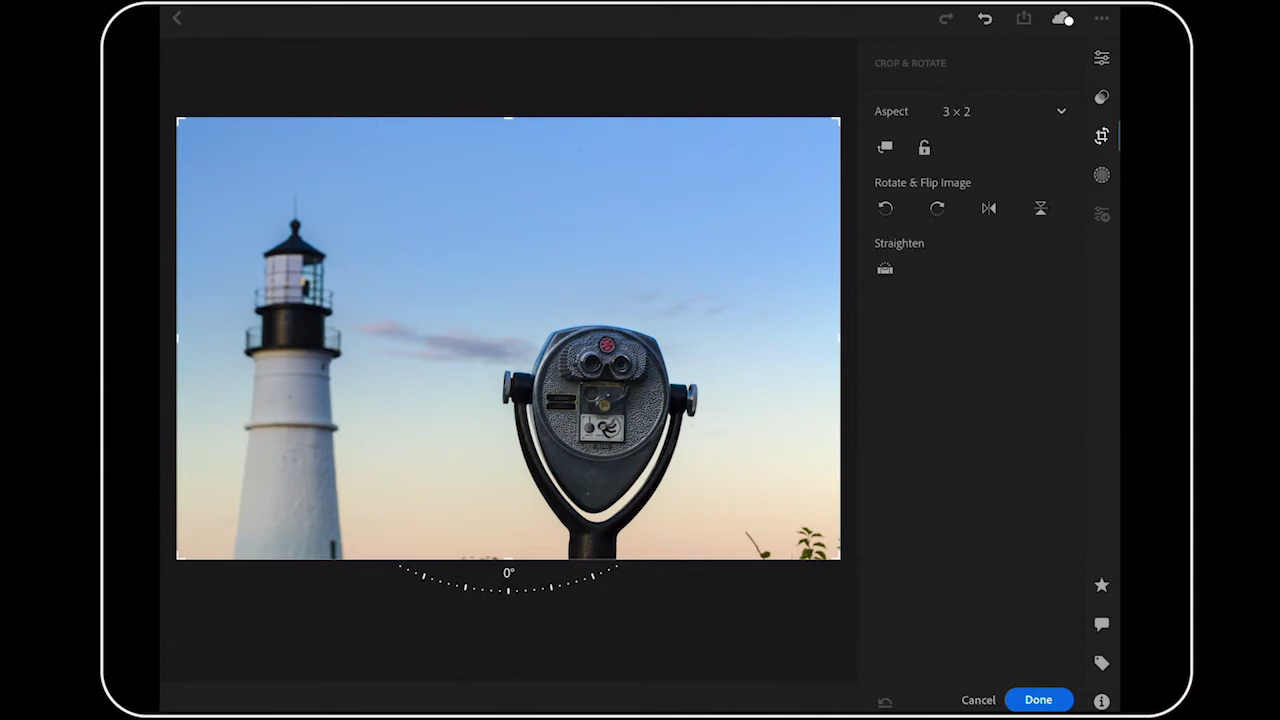 CROP & ROTATE
Aspect 3 × 2
Rotate & Flip Image
Straighten
0°
Cancel Done